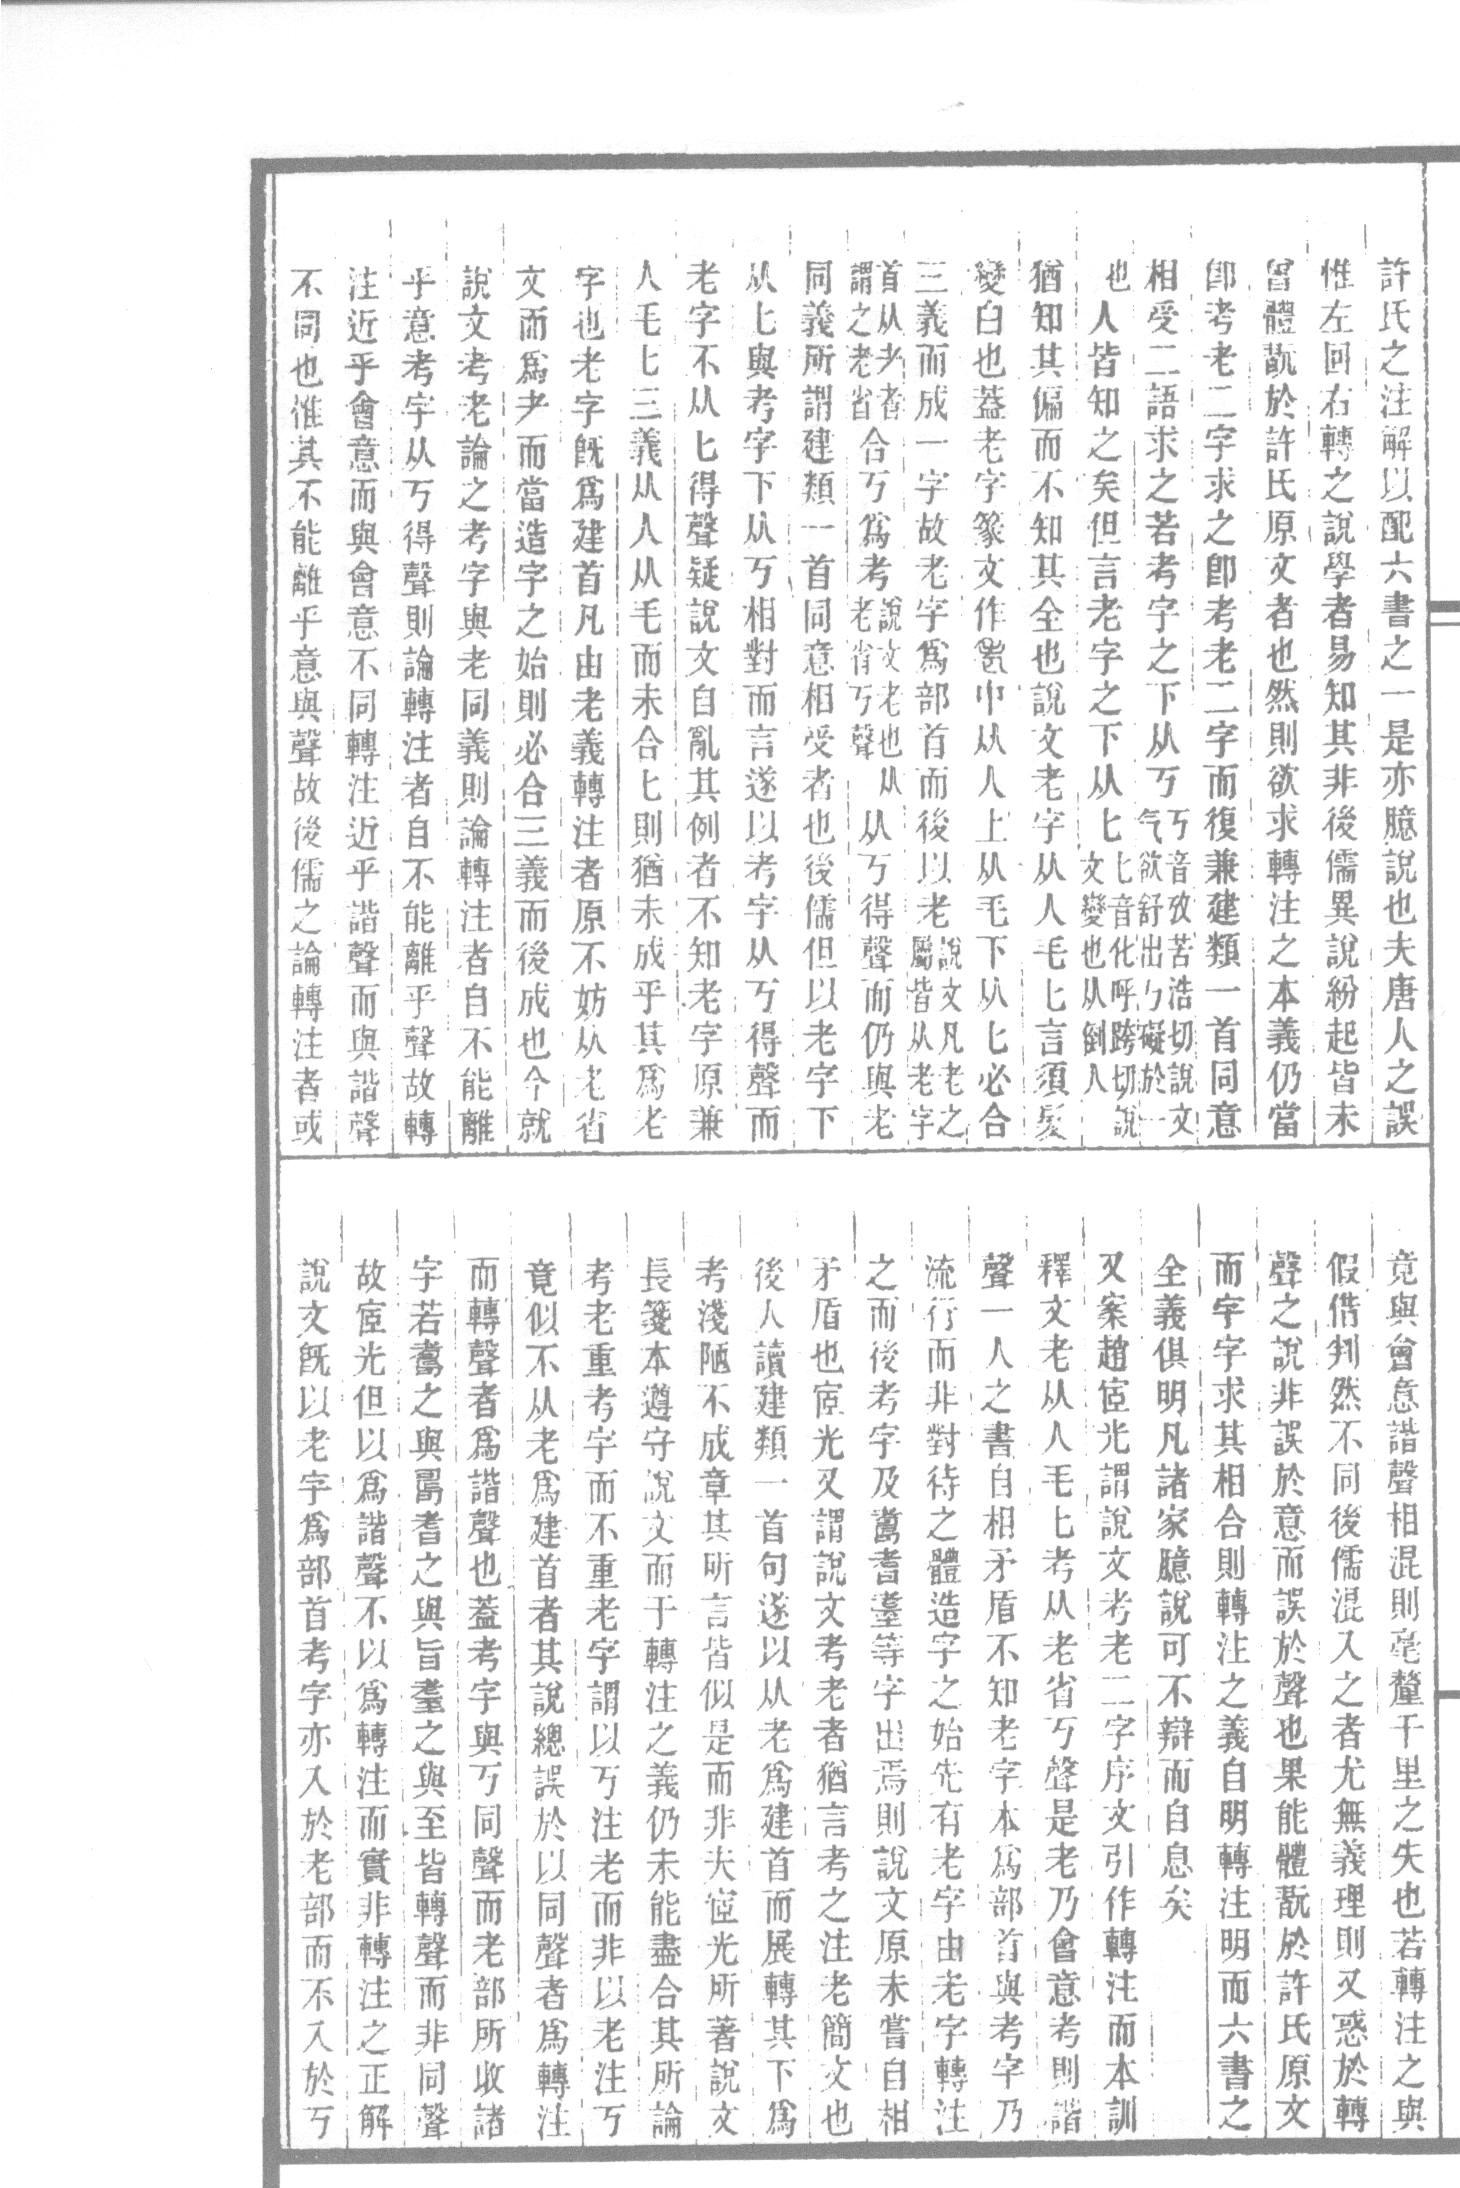 許氏之注解以配六書之一是亦臆說也夫唐人之誤
惟左回右轉之說學者易知其非後儒異說紛起皆未
嘗體翫於許氏原文者也然則欲求轉注之本義仍當
卽考老二字求之卽考老二字而復兼建類一首同意
相受二語求之若考字之下从丂丂音攷苦浩切說文气欲舒出ㄣ礙於一
也人皆知之矣但言老字之下从匕匕音化呼跨切說文變也从倒人
猶知其偏而不知其全也說文老字从人毛匕言須髮
變白也蓋老字篆文作中从人上从毛下从匕必合
三義而成一字故老字爲部首而後以老說文凡老之屬皆从老字
首从耂者謂之老省合丂爲考說文老也从老省丂聲从丂得聲而仍與老
同義所謂建類一首同意相受者也後儒但以老字下
从匕與考字下从丂相對而言遂以考字从丂得聲而
老字不从匕得聲疑說文自亂其例者不知老字原兼
人毛匕三義从人从毛而未合匕則猶未成乎其爲老
字也老字旣爲建首凡由老義轉注者原不妨从老省
文而爲耂而當造字之始則必合三義而後成也今就
說文考老論之考字與老同義則論轉注者自不能離
乎意考字从丂得聲則論轉注者自不能離乎聲故轉
注近乎會意而與會意不同轉注近乎諧聲而與諧聲
不同也惟其不能離乎意與聲故後儒之論轉注者或
竟與會意諧聲相混則毫釐千里之失也若轉注之與
假借判然不同後儒混入之者尤無義理則又惑於轉
聲之說非誤於意而誤於聲也果能體翫於許氏原文
而字字求其相合則轉注之義自明轉注明而六書之
全義俱明凡諸家臆說可不辯而自息矣
又案趙宧光謂說文考老二字序文引作轉注而本訓
釋文老从人毛匕考从老省丂聲是老乃會意考則諧
聲一人之書自相矛盾不知老字本爲部首與考字乃
流行而非對待之體造字之始先有老字由老字轉注
之而後考字及耆耋等字出焉則說文原未嘗自相
矛盾也宧光又謂說文考老者猶言考之注老簡文也
後人讀建類一首句遂以从老爲建首而展轉其下爲
考淺陋不成章其所言皆似是而非夫宧光所著說文
長箋本遵守說文而于轉注之義仍未能盡合其所論
考老重考字而不重老字謂以丂注老而非以老注丂
竟似不从老爲建首者其說總誤於以同聲者爲轉注
而轉聲者爲諧聲也蓋考字與丂同聲而老部所收諸
字若之與耆之與旨耋之與至皆轉聲而非同聲
故宧光但以爲諧聲不以爲轉注而實非轉注之正解
說文旣以老字爲部首考字亦入於老部而不入於丂